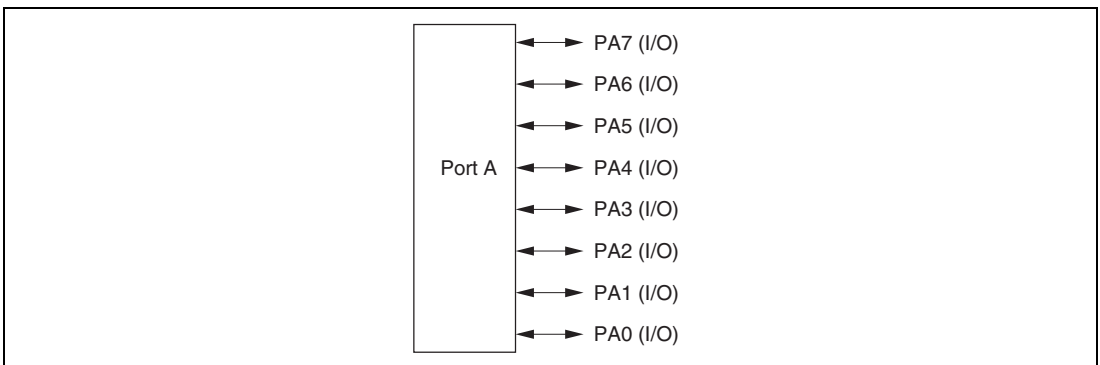 PA7 (I/O)
PA6 (I/O)
PA5 (I/O)
Port A PA4 (I/O)
PA3 (I/O)
PA2 (I/O)
PA1 (I/O)
PA0 (I/O)